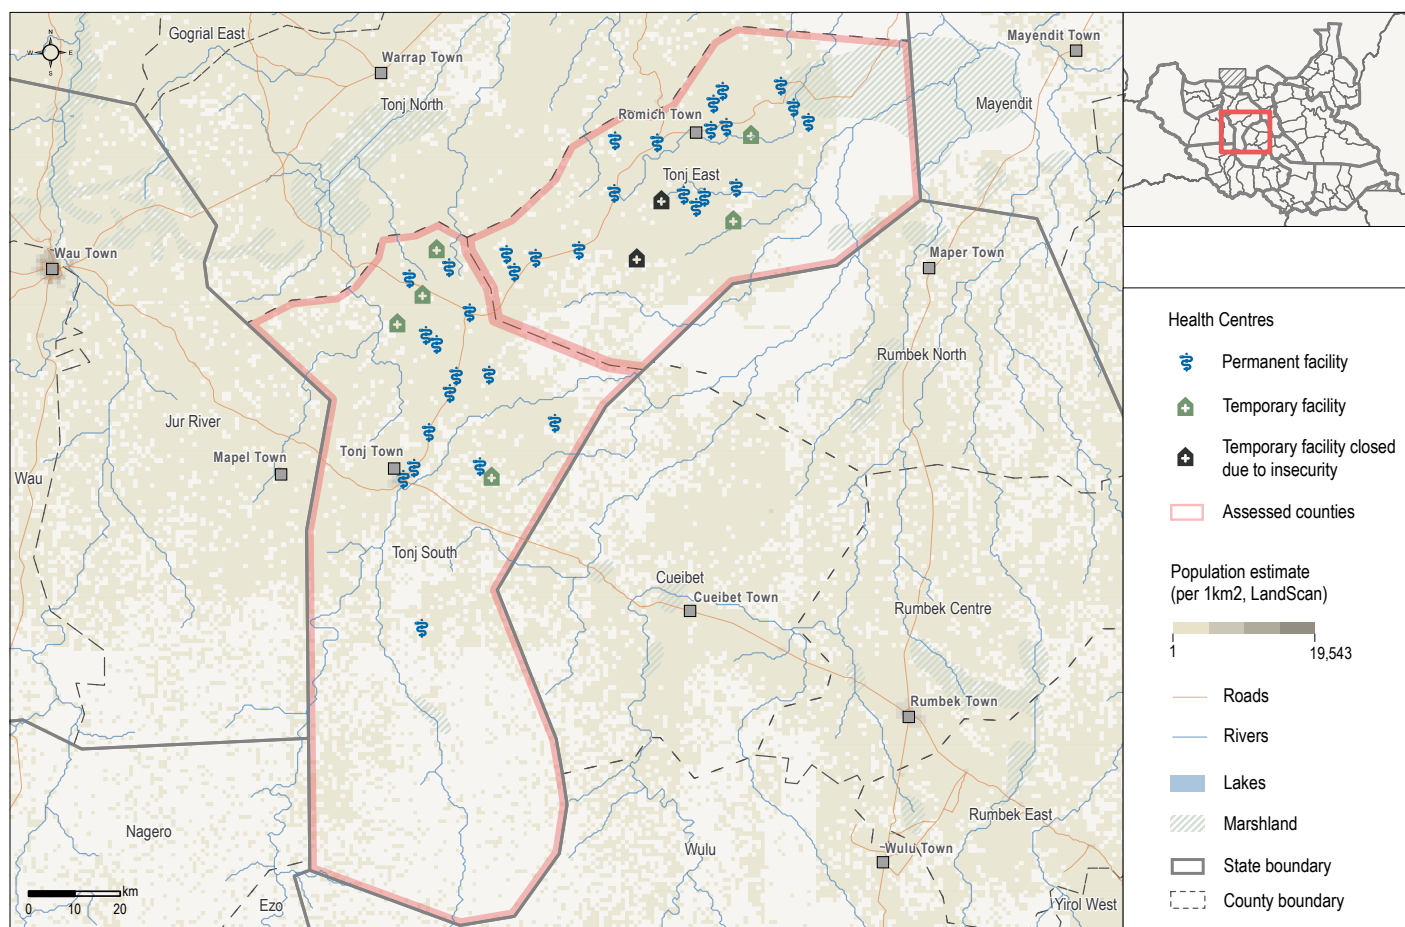 Gogrial East
N
W
E
S
Warrap Town
Mayendit Town
Tonj North
Mayendit
Romich Town
Tonj East
Wau Town
Maper Town
Rumbek North
Jur River
Mapel Town
Tonj Town
Wau
Tonj South
Cueibet
Cueibet Town
Rumbek Centre
Rumbek Town
Rumbek East
Nagero
Wulu
Wulu Town
Ezo
Yirol West
km
0 10 20
Health Centres
Permanent facility
Temporary facility
Temporary facility closed
due to insecurity
Assessed counties
Population estimate
(per 1km2, LandScan)
1 19,543
Roads
Rivers
Lakes
Marshland
State boundary
County boundary